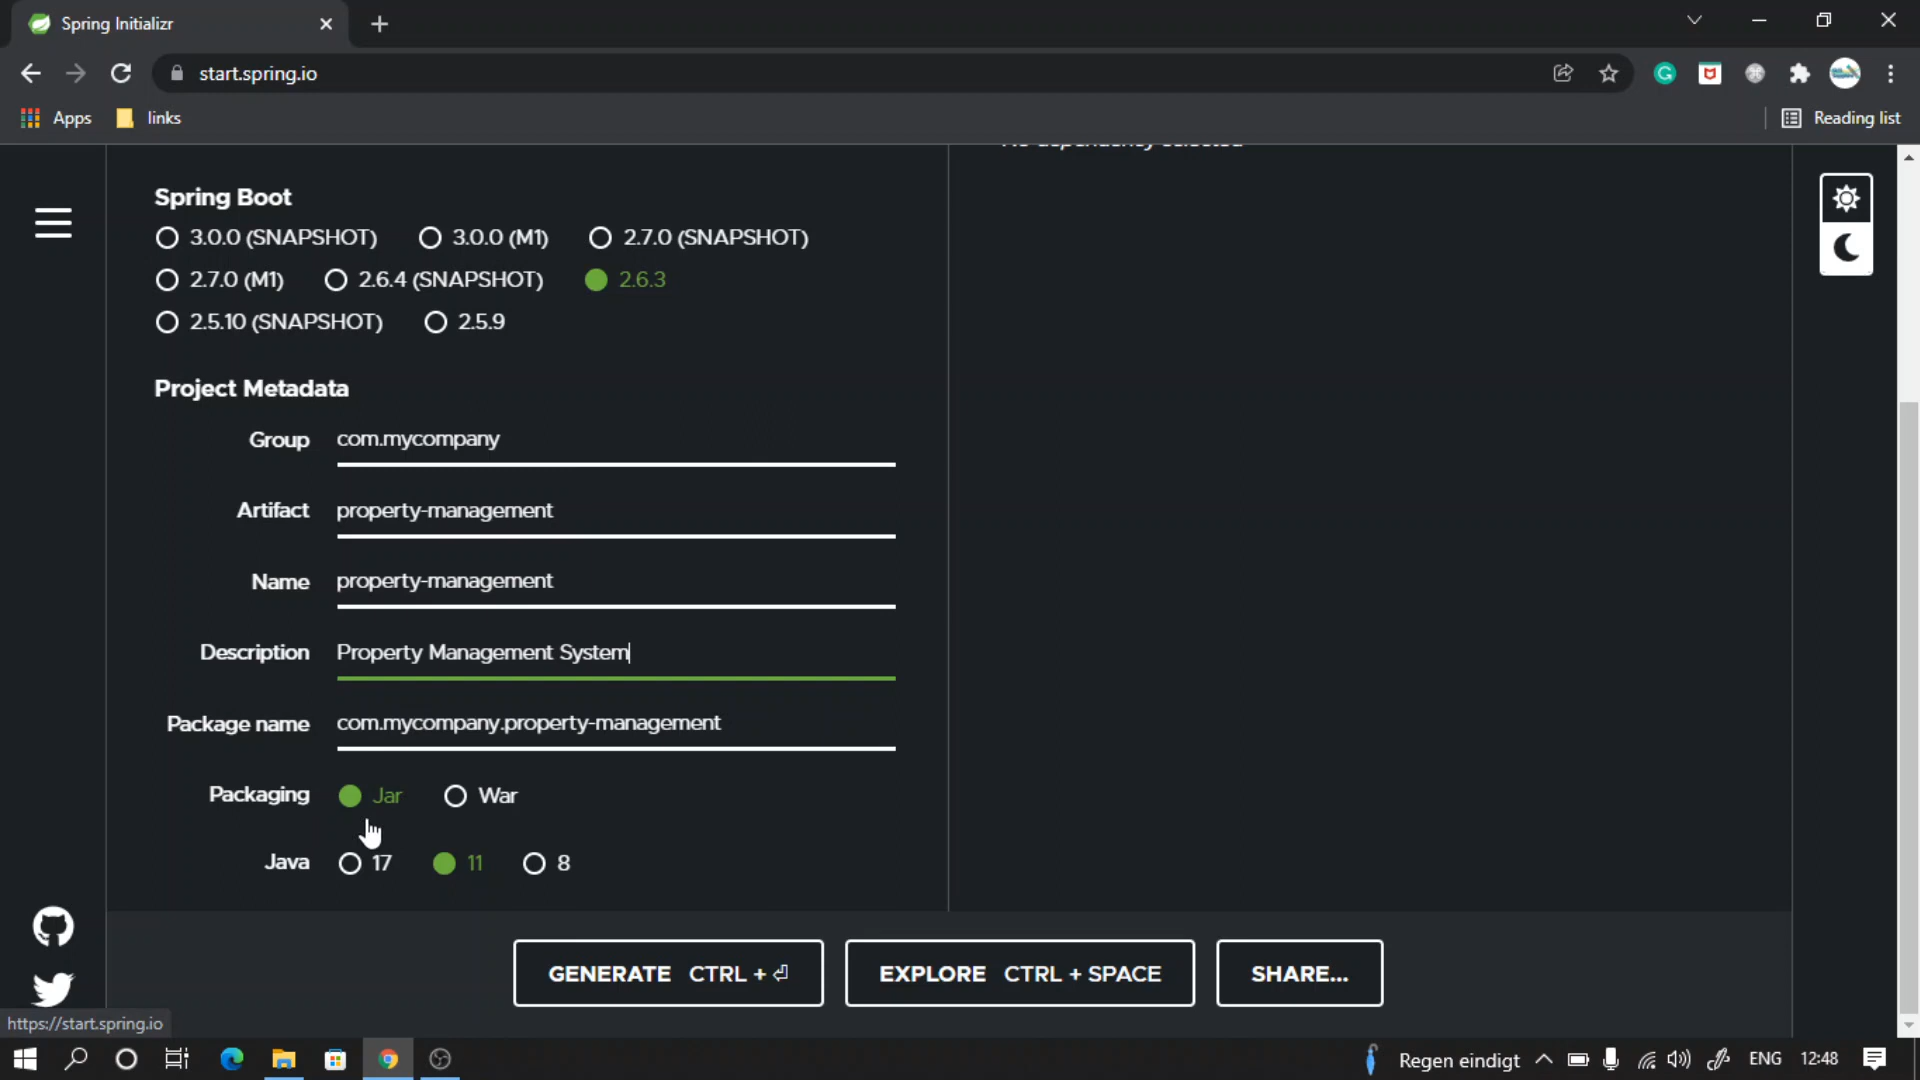 Spring Initializr
start.spring.io
Apps links Reading list
No dependency selected
Spring Boot
3.0.0 (SNAPSHOT) 3.0.0 (M1) 2.7.0 (SNAPSHOT)
2.7.0 (M1) 2.6.4 (SNAPSHOT) 2.6.3
2.5.10 (SNAPSHOT) 2.5.9
Project Metadata
Group com.mycompany
Artifact property-management
Name property-management
Description Property Management System
Package name com.mycompany.property-management
Packaging Jar War
Java 17 11 8
GENERATE CTRL + ⏎ EXPLORE CTRL + SPACE SHARE...
https://start.spring.io
Regen eindigt ENG 12:48